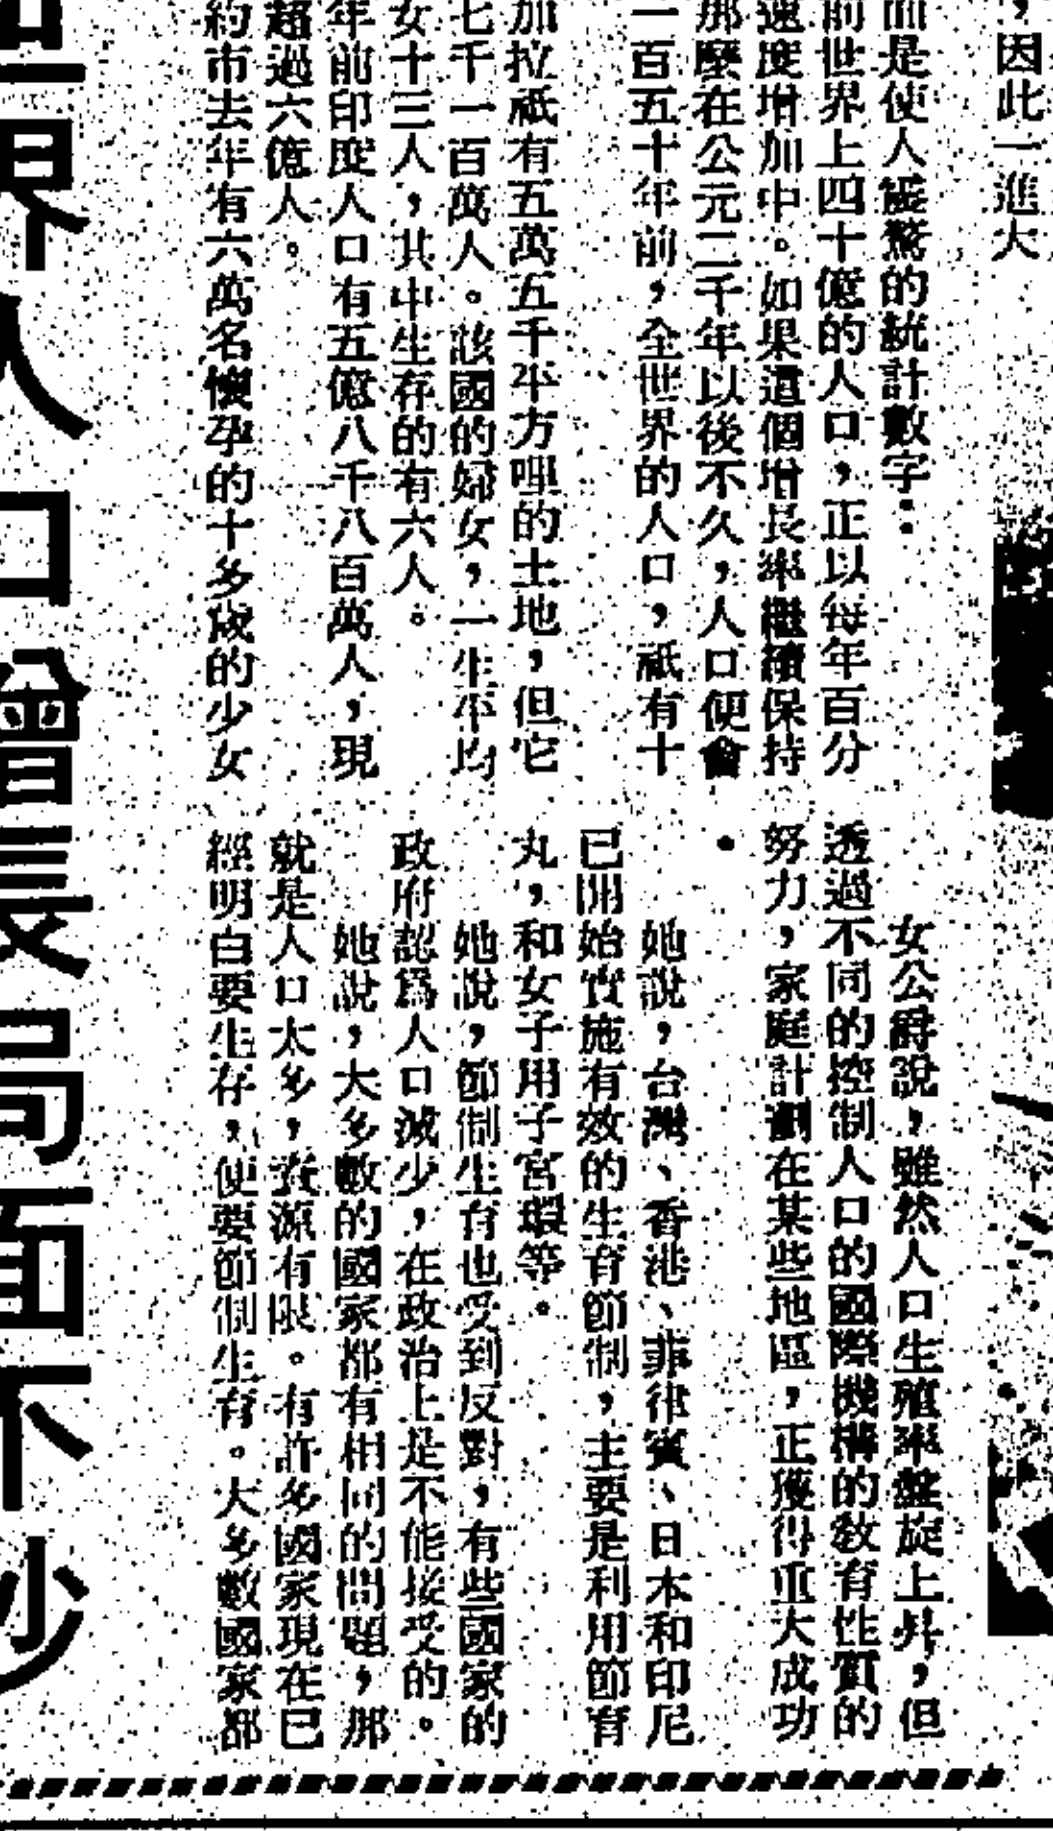 ，因此一進大
面是使人震驚的統計數字：
前世界上四十億的人口，正以每年百分
速度增加中。如果這個增長率繼續保持
那麼在公元二千年以後不久，人口便會
一百五十年前，全世界的人口，祇有十
加拉祇有五萬五千平方哩的土地，但它
七千一百萬人。該國的婦女，一生平均
女十三人，其中生存的有六人。
年前印度人口有五億八千八百萬人，現
超過六億人。
約市去年有六萬名懷孕的十多歲的少女
女公爵說，雖然人口生殖率盤旋上昇，但
透過不同的控制人口的國際機構的教育性質的
努力，家庭計劃在某些地區，正獲得重大成功
。
她說，台灣、香港、菲律賓、日本和印尼
已開始實施有效的生育節制，主要是利用節育
丸，和女子用子宮環等。
她說，節制生育也受到反對，有些國家的
政府認爲人口減少，在政治上是不能接受的。
她說，大多數的國家都有相同的問題，那
就是人口太多，資源有限。有許多國家現在已
經明白要生存，便要節制生育。大多數國家都
世界人口增長局面不妙